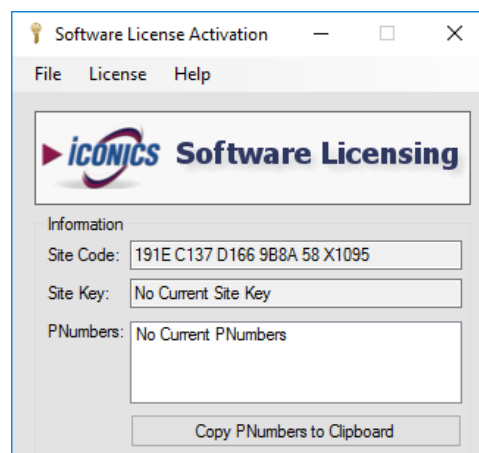 Software License Activation
File License Help
ICONICS Software Licensing
Information
Site Code: 191E C137 D166 9B8A 58 X1095
Site Key: No Current Site Key
PNumbers: No Current PNumbers
Copy PNumbers to Clipboard